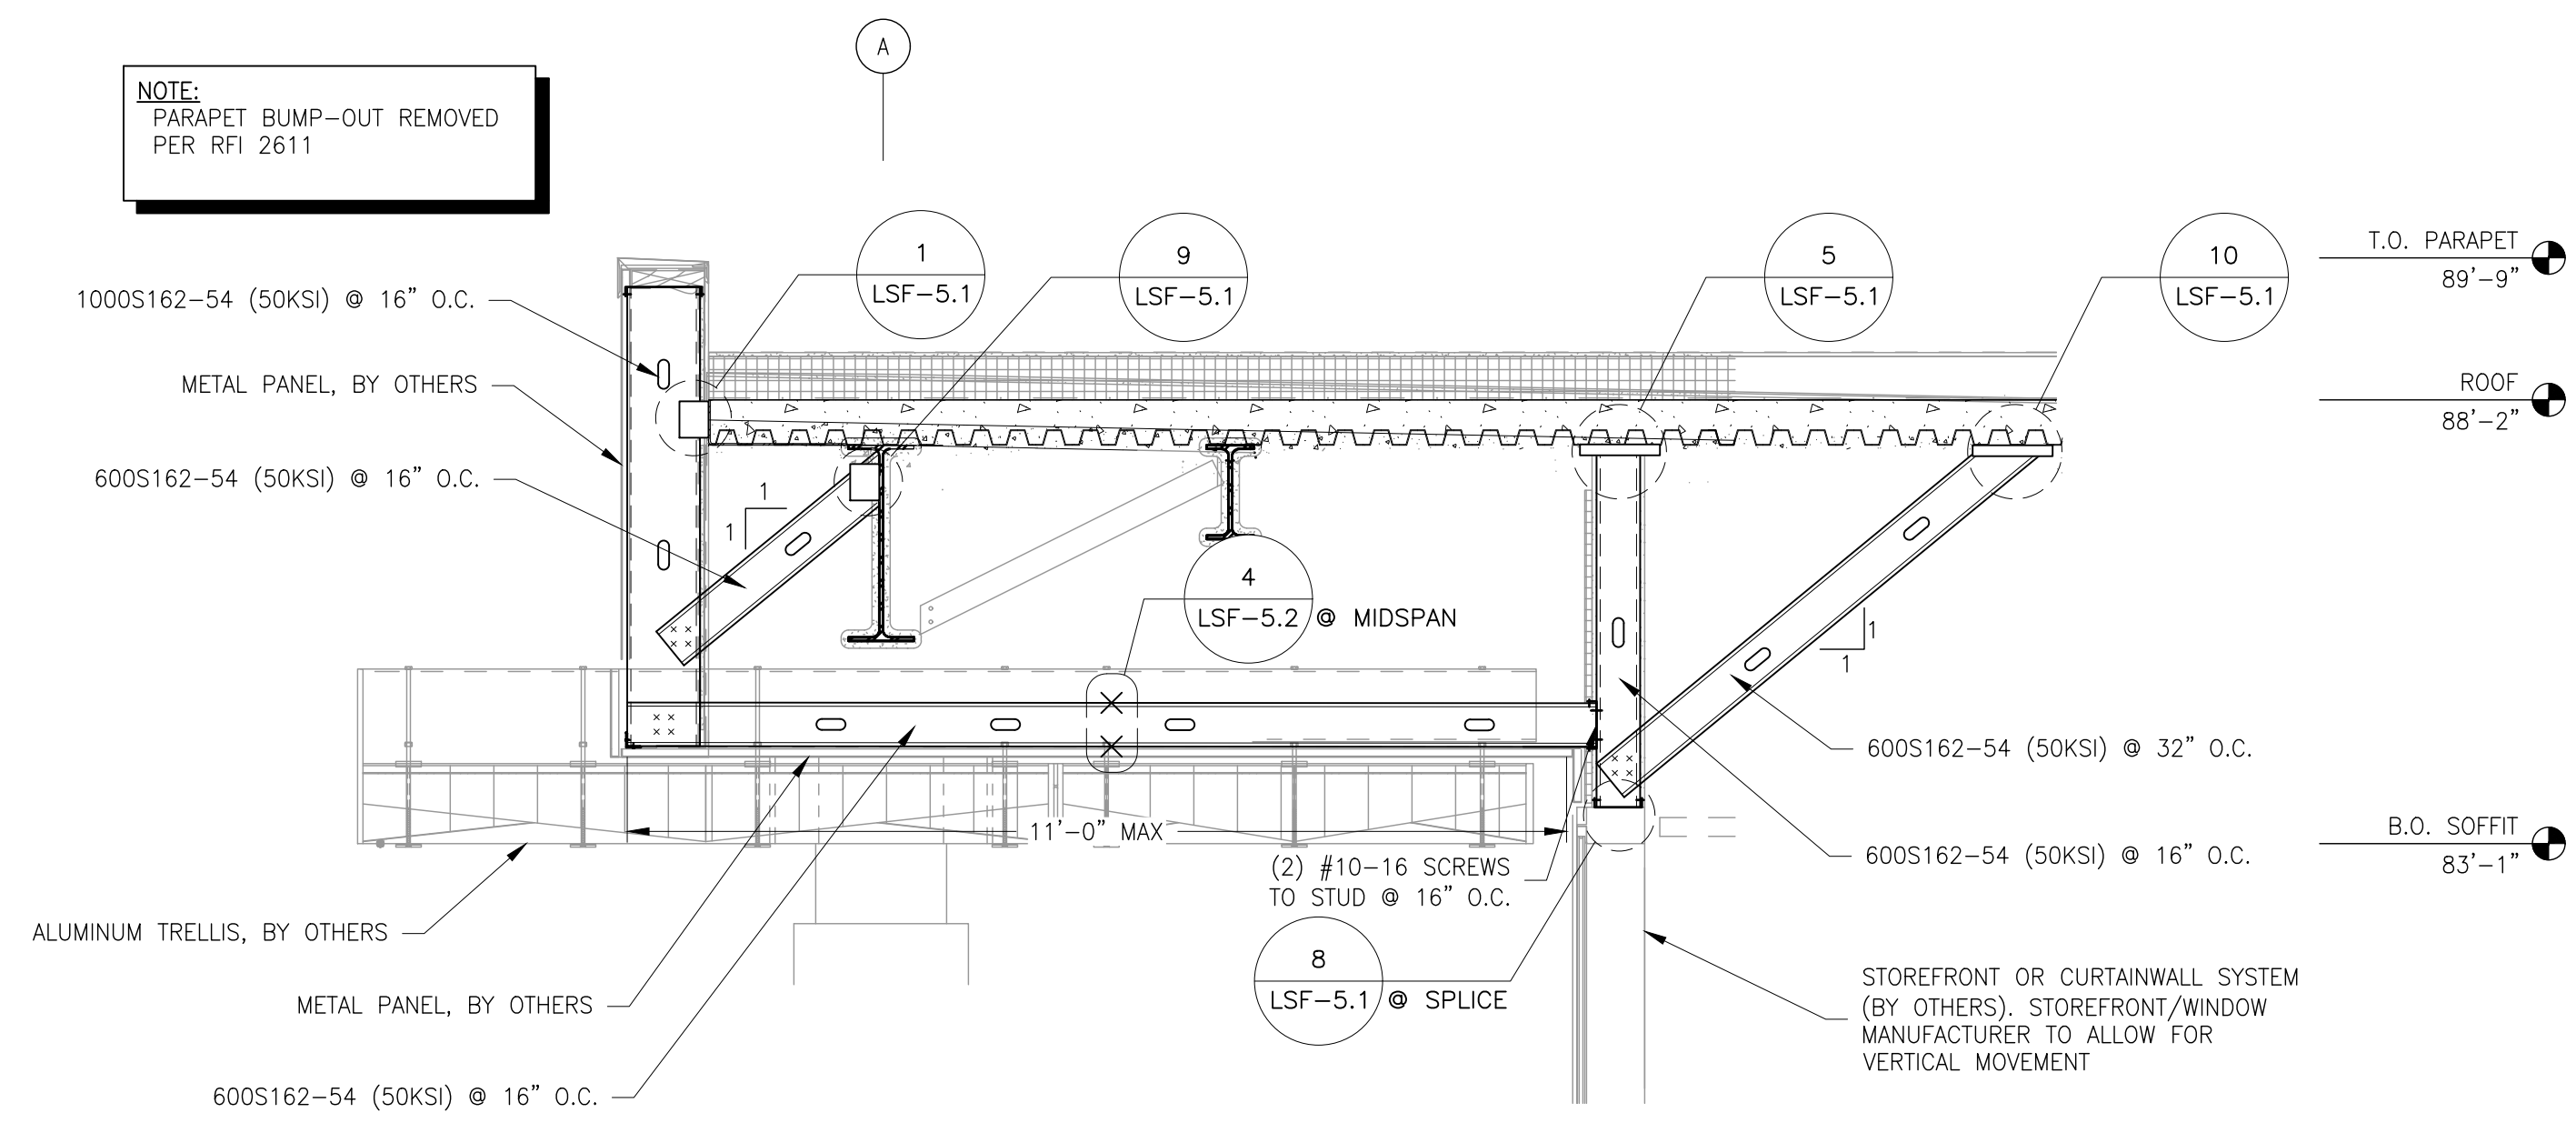 A
NOTE:
PARAPET BUMP-OUT REMOVED
PER RFI 2611
1
LSF-5.1
9
LSF-5.1
5
LSF-5.1
10
LSF-5.1
T.O. PARAPET
89'-9"
1000S162-54 (50KSI) @ 16" O.C.
METAL PANEL, BY OTHERS
ROOF
88'-2"
600S162-54 (50KSI) @ 16" O.C.
1
1
4
LSF-5.2 @ MIDSPAN
1
1
600S162-54 (50KSI) @ 32" O.C.
11'-0" MAX
B.O. SOFFIT
83'-1"
600S162-54 (50KSI) @ 16" O.C.
(2) #10-16 SCREWS
TO STUD @ 16" O.C.
ALUMINUM TRELLIS, BY OTHERS
8
LSF-5.1 @ SPLICE
METAL PANEL, BY OTHERS
STOREFRONT OR CURTAINWALL SYSTEM
(BY OTHERS). STOREFRONT/WINDOW
MANUFACTURER TO ALLOW FOR
VERTICAL MOVEMENT
600S162-54 (50KSI) @ 16" O.C.